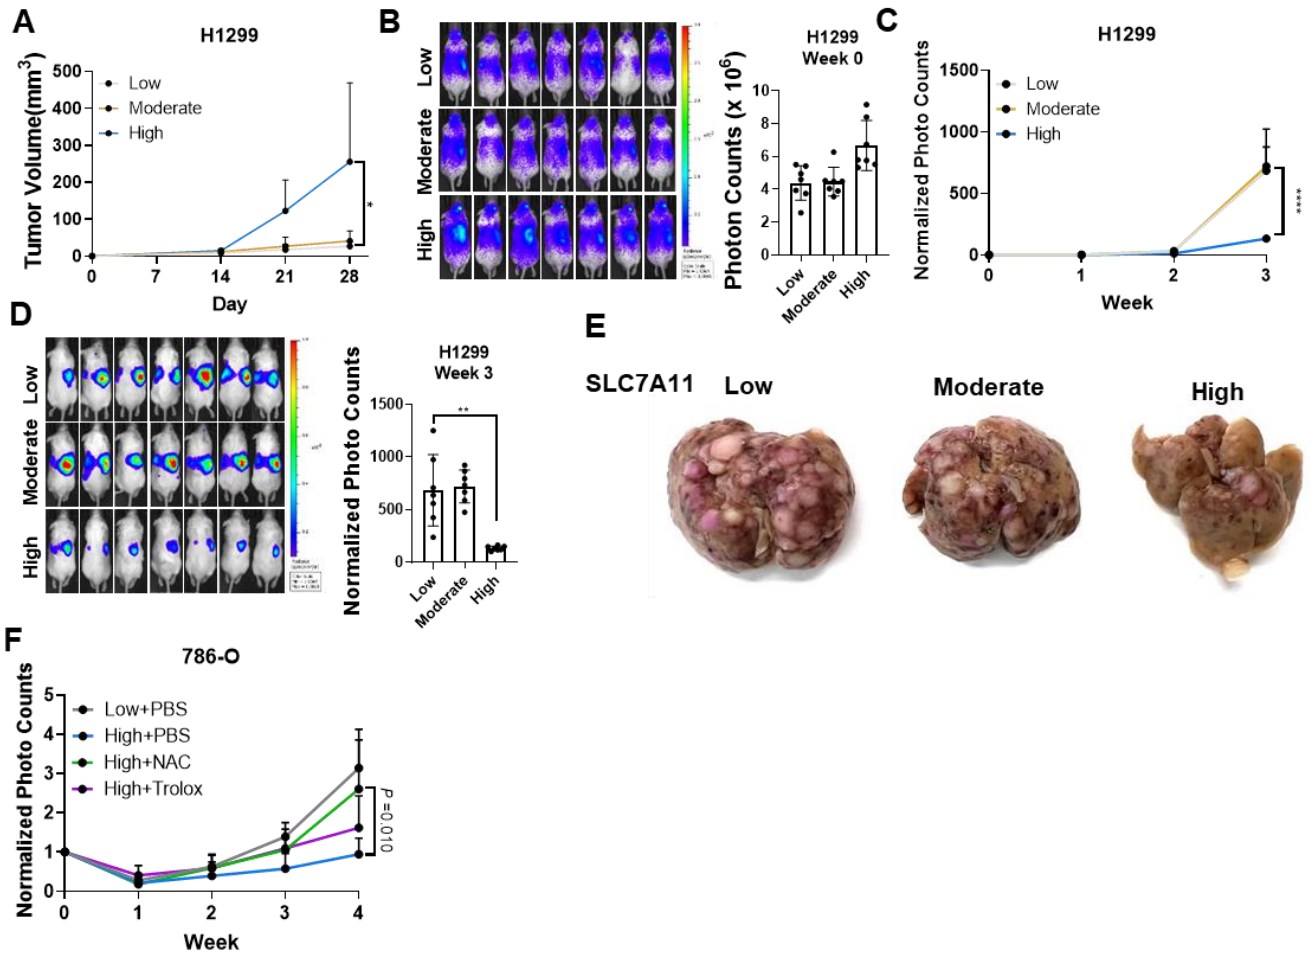 A
H1299
Tumor Volume(mm³)
500
400
300
200
100
0
Low
Moderate
High
*
0
7
14
21
28
Day
B
Low
Moderate
High
H1299
Week 0
Photon Counts (x 10⁶)
10
8
6
4
2
0
Low
Moderate
High
C
H1299
Normalized Photo Counts
1500
1000
500
0
Low
Moderate
High
****
0
1
2
3
Week
D
Low
Moderate
High
H1299
Week 3
Normalized Photo Counts
1500
1000
500
0
**
Low
Moderate
High
E
SLC7A11
Low
Moderate
High
F
786-O
Normalized Photo Counts
5
4
3
2
1
0
Low+PBS
High+PBS
High+NAC
High+Trolox
P =0.010
0
1
2
3
4
Week